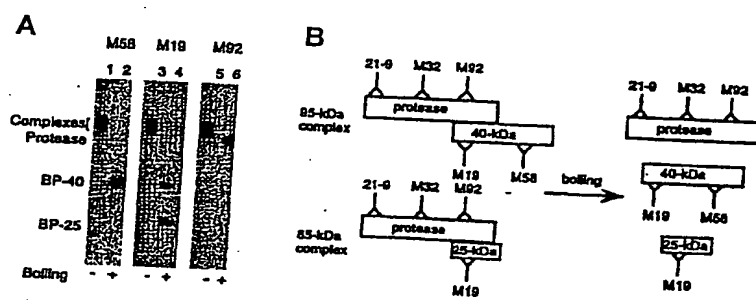 A
M58 M19 M92
1 2 3 4 5 6
Complexes[
Protease
BP-40
BP-25
Boiling - + - + - +
B
21-9 M32 M92
protease
95-kDa
complex
40-kDa
M19 M58
21-9 M32 M92
protease
85-kDa
complex
25-kDa
M19
boiling
21-9 M32 M92
protease
40-kDa
M19 M58
25-kDa
M19